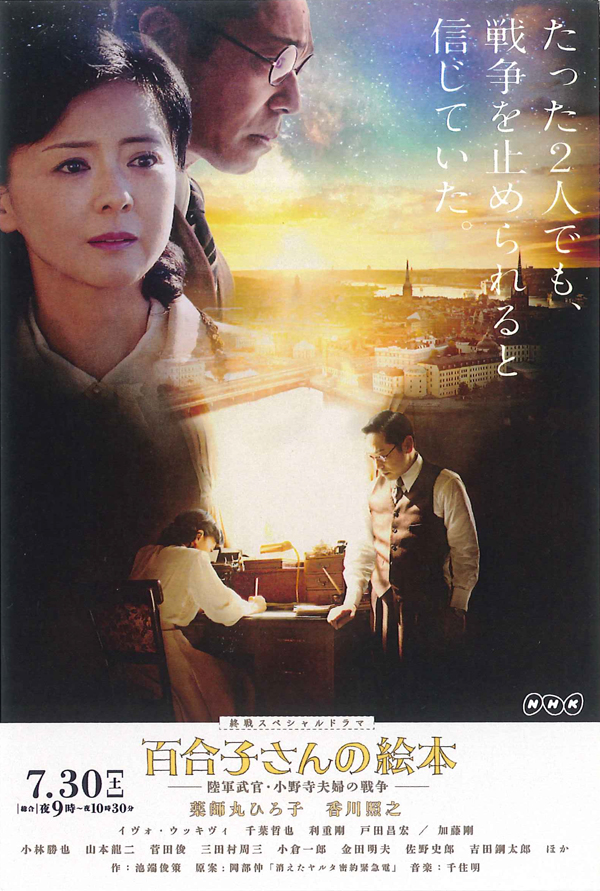 たった2人でも、
戦争を止められると
信じていた。
NHK
終戦スペシャルドラマ
百合子さんの絵本
陸軍武官・小野寺夫婦の戦争
7.30土
|総合|夜9時〜夜10時30分
薬師丸ひろ子 香川照之
イヴォ・ウッキヴィ 千葉哲也 利重剛 戸田昌宏 / 加藤剛
小林勝也 山本龍二 菅田俊 三田村周三 小倉一郎 金田明夫 佐野史郎 吉田鋼太郎 ほか
作：池端俊策 原案：岡部伸「消えたヤルタ密約緊急電」 音楽：千住明